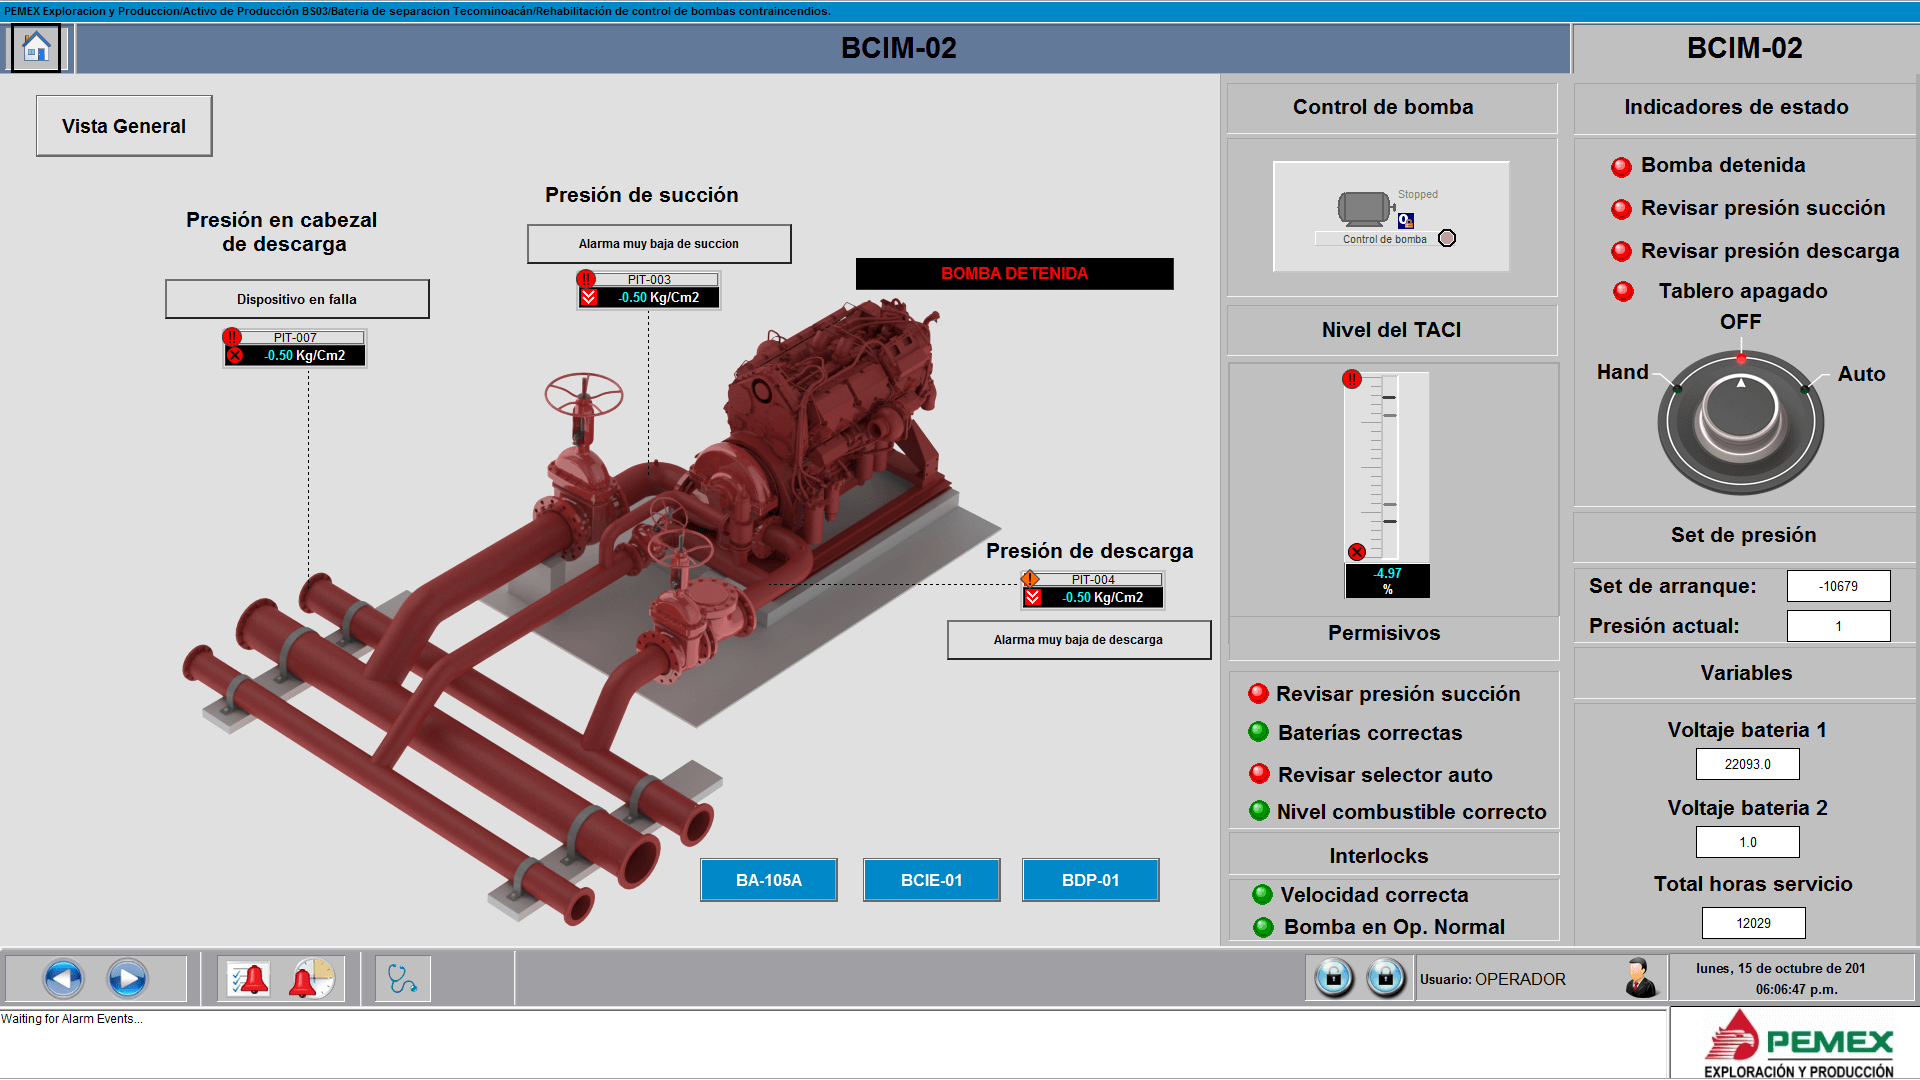 PEMEX Exploracion y Produccion/Activo de Producción BS03/Bateria de separacion Tecominoacán/Rehabilitación de control de bombas contraincendios.
BCIM-02
BCIM-02
Vista General
Presión en cabezal
de descarga
Dispositivo en falla
PIT-007
-0.50 Kg/Cm2
Presión de succión
Alarma muy baja de succion
PIT-003
-0.50 Kg/Cm2
BOMBA DETENIDA
Presión de descarga
PIT-004
-0.50 Kg/Cm2
Alarma muy baja de descarga
BA-105A
BCIE-01
BDP-01
Control de bomba
Stopped
0
Control de bomba
Nivel del TACI
-4.97
%
Permisivos
Revisar presión succión
Baterías correctas
Revisar selector auto
Nivel combustible correcto
Interlocks
Velocidad correcta
Bomba en Op. Normal
Indicadores de estado
Bomba detenida
Revisar presión succión
Revisar presión descarga
Tablero apagado
OFF
Hand
Auto
Set de presión
Set de arranque: -10679
Presión actual: 1
Variables
Voltaje bateria 1
22093.0
Voltaje bateria 2
1.0
Total horas servicio
12029
Usuario: OPERADOR
lunes, 15 de octubre de 201
06:06:47 p.m.
Waiting for Alarm Events...
PEMEX
EXPLORACIÓN Y PRODUCCIÓN